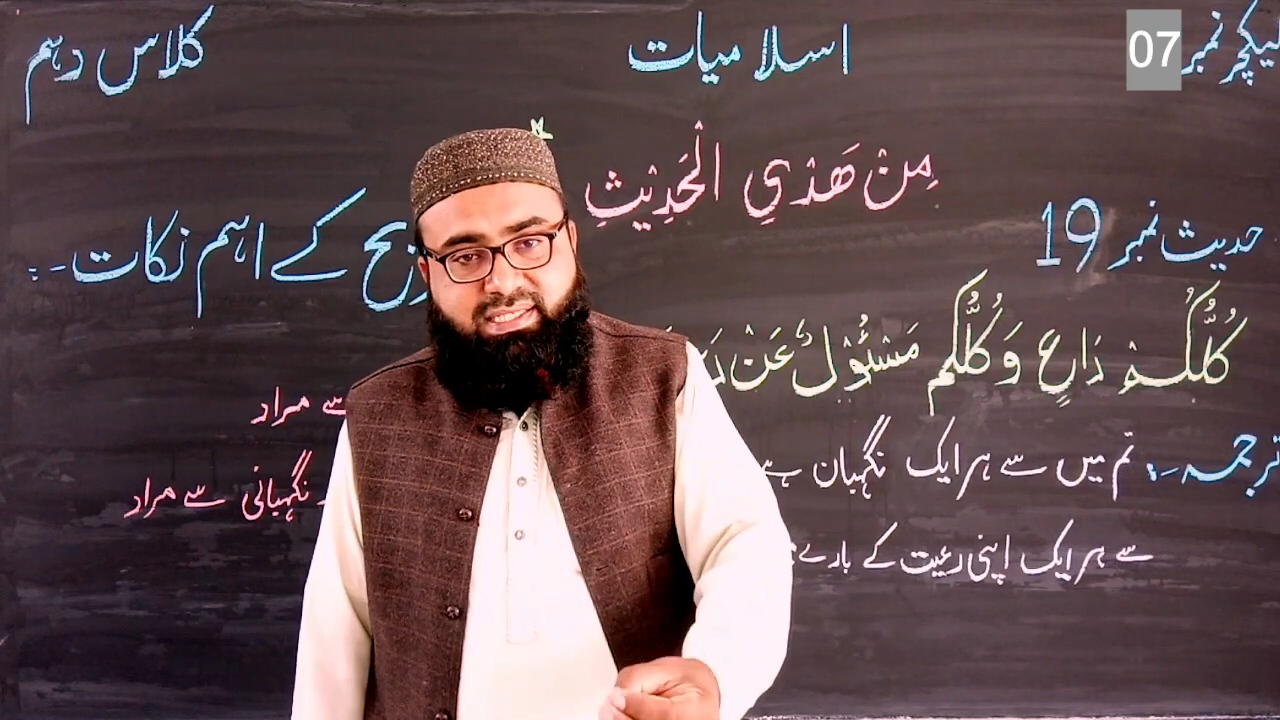 لیکچر نمبر 07
اسلامیات
کلاس دہم
مِنْ هَدْيِ الْحَدِيْثِ
حدیث نمبر 19
کے اہم نکات
كُلُّكُمْ رَاعٍ وَكُلُّكُم مَسْئُوْلٌ عَنْ
ترجمہ تم میں سے ہر ایک نگہبان ہے
سے ہر ایک اپنی رعیت کے بارے
سے مراد
نگہبانی سے مراد